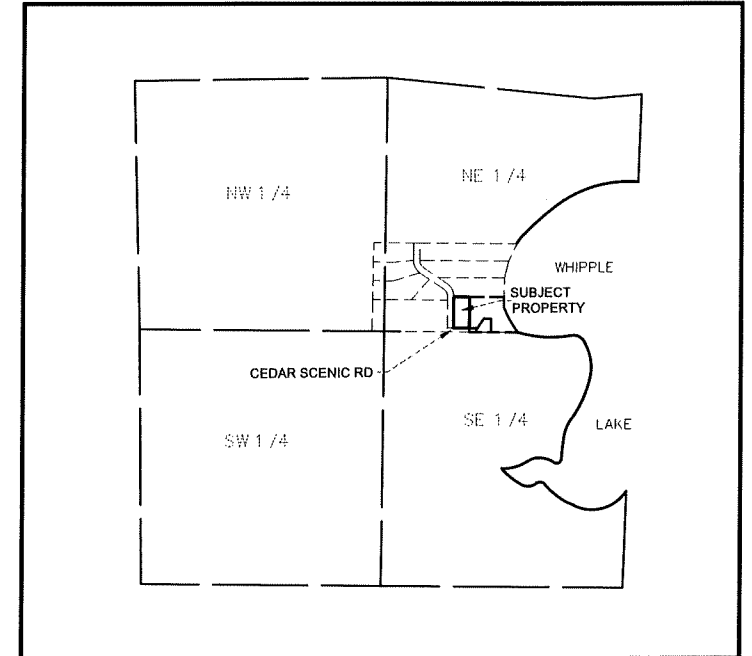 NW 1/4
NE 1/4
WHIPPLE
SUBJECT
PROPERTY
CEDAR SCENIC RD
SW 1/4
SE 1/4
LAKE